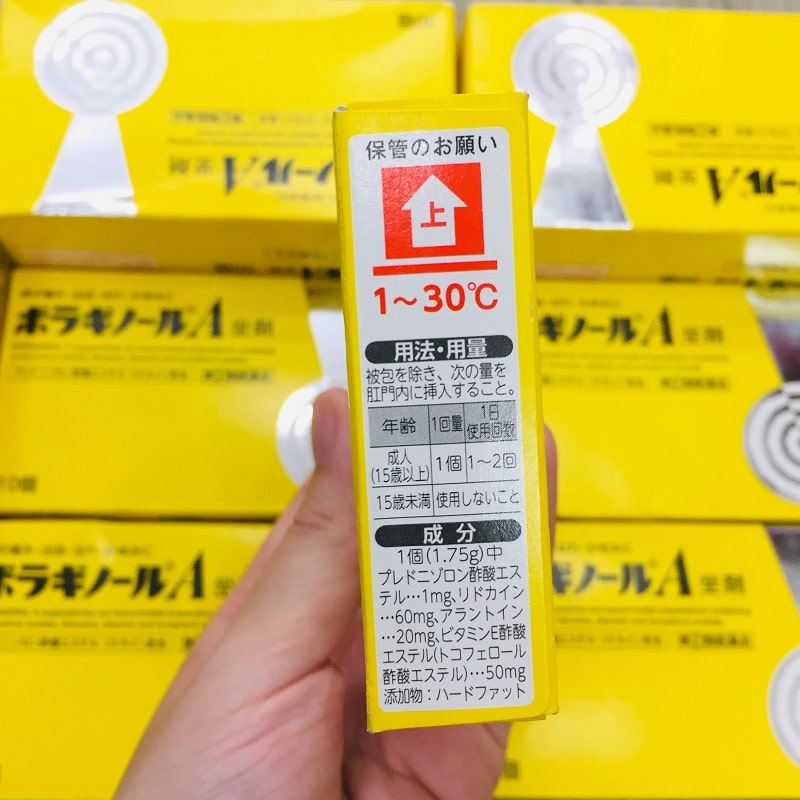 保管のお願い
上
1～30℃
用法・用量
被包を除き、次の量を
肛門内に挿入すること。
年齢 1回量 1日使用回数
成人(15歳以上) 1個 1～2回
15歳未満 使用しないこと
成分
1個(1.75g)中
プレドニゾロン酢酸エス
テル…1mg、リドカイン
…60mg、アラントイン
…20mg、ビタミンE酢酸
エステル(トコフェロール
酢酸エステル)…50mg
添加物：ハードファット
ボラギノールA 坐剤
ボラギノールA 坐剤